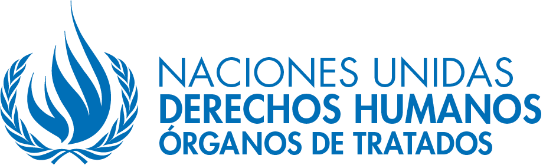 NACIONES UNIDAS
DERECHOS HUMANOS
ÓRGANOS DE TRATADOS